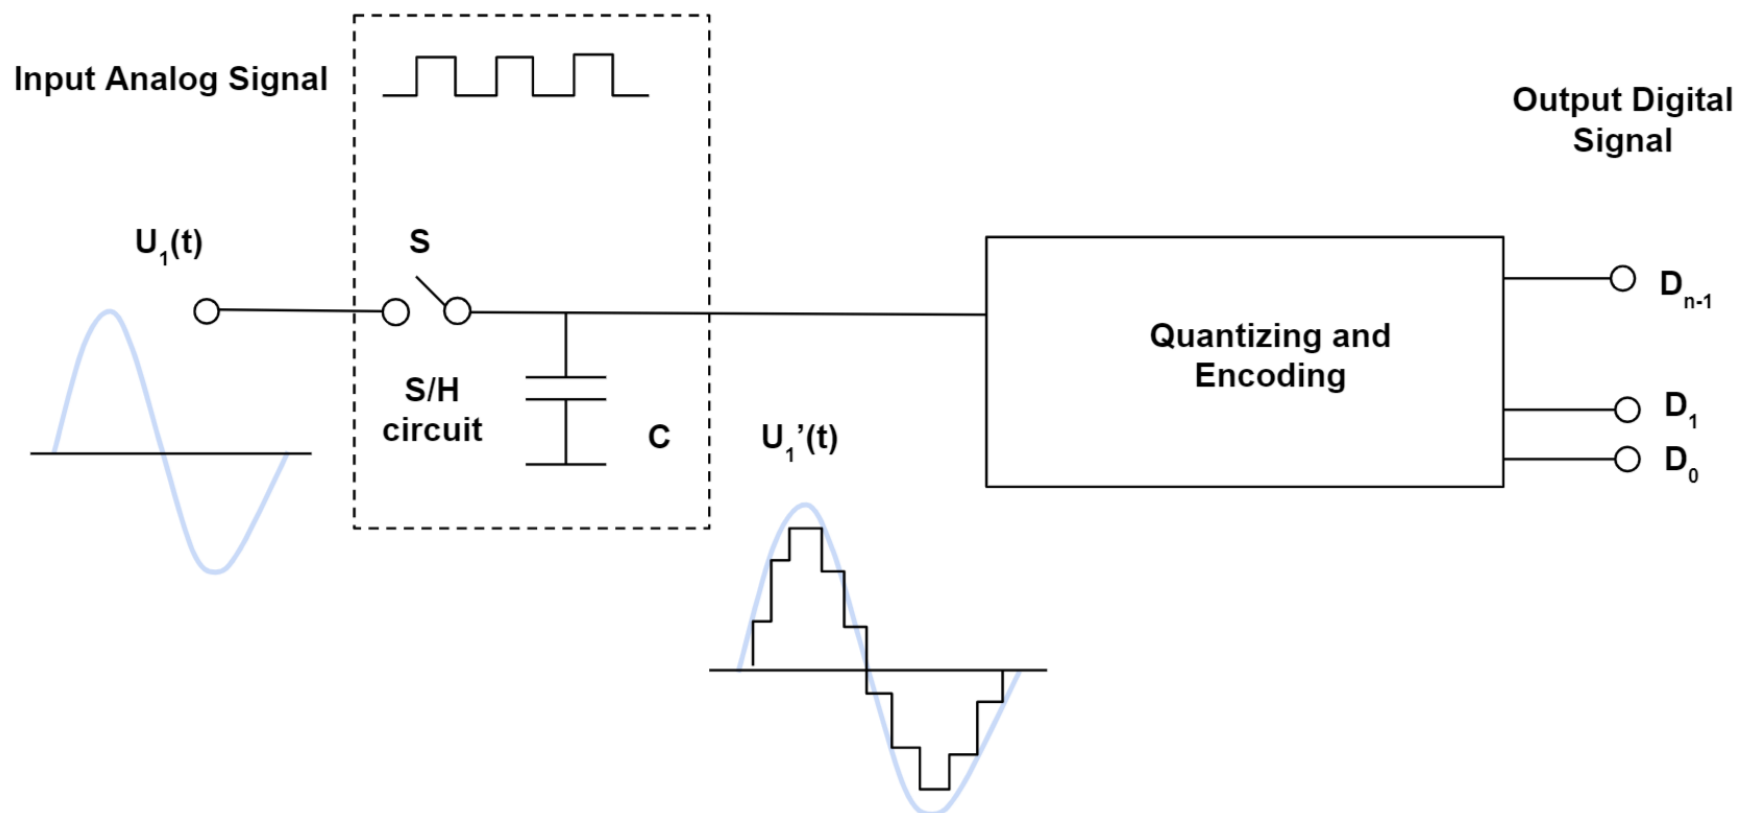 Input Analog Signal
Output Digital
Signal
U1(t)
S
S/H
circuit
C
U1’(t)
Quantizing and
Encoding
Dn-1
D1
D0